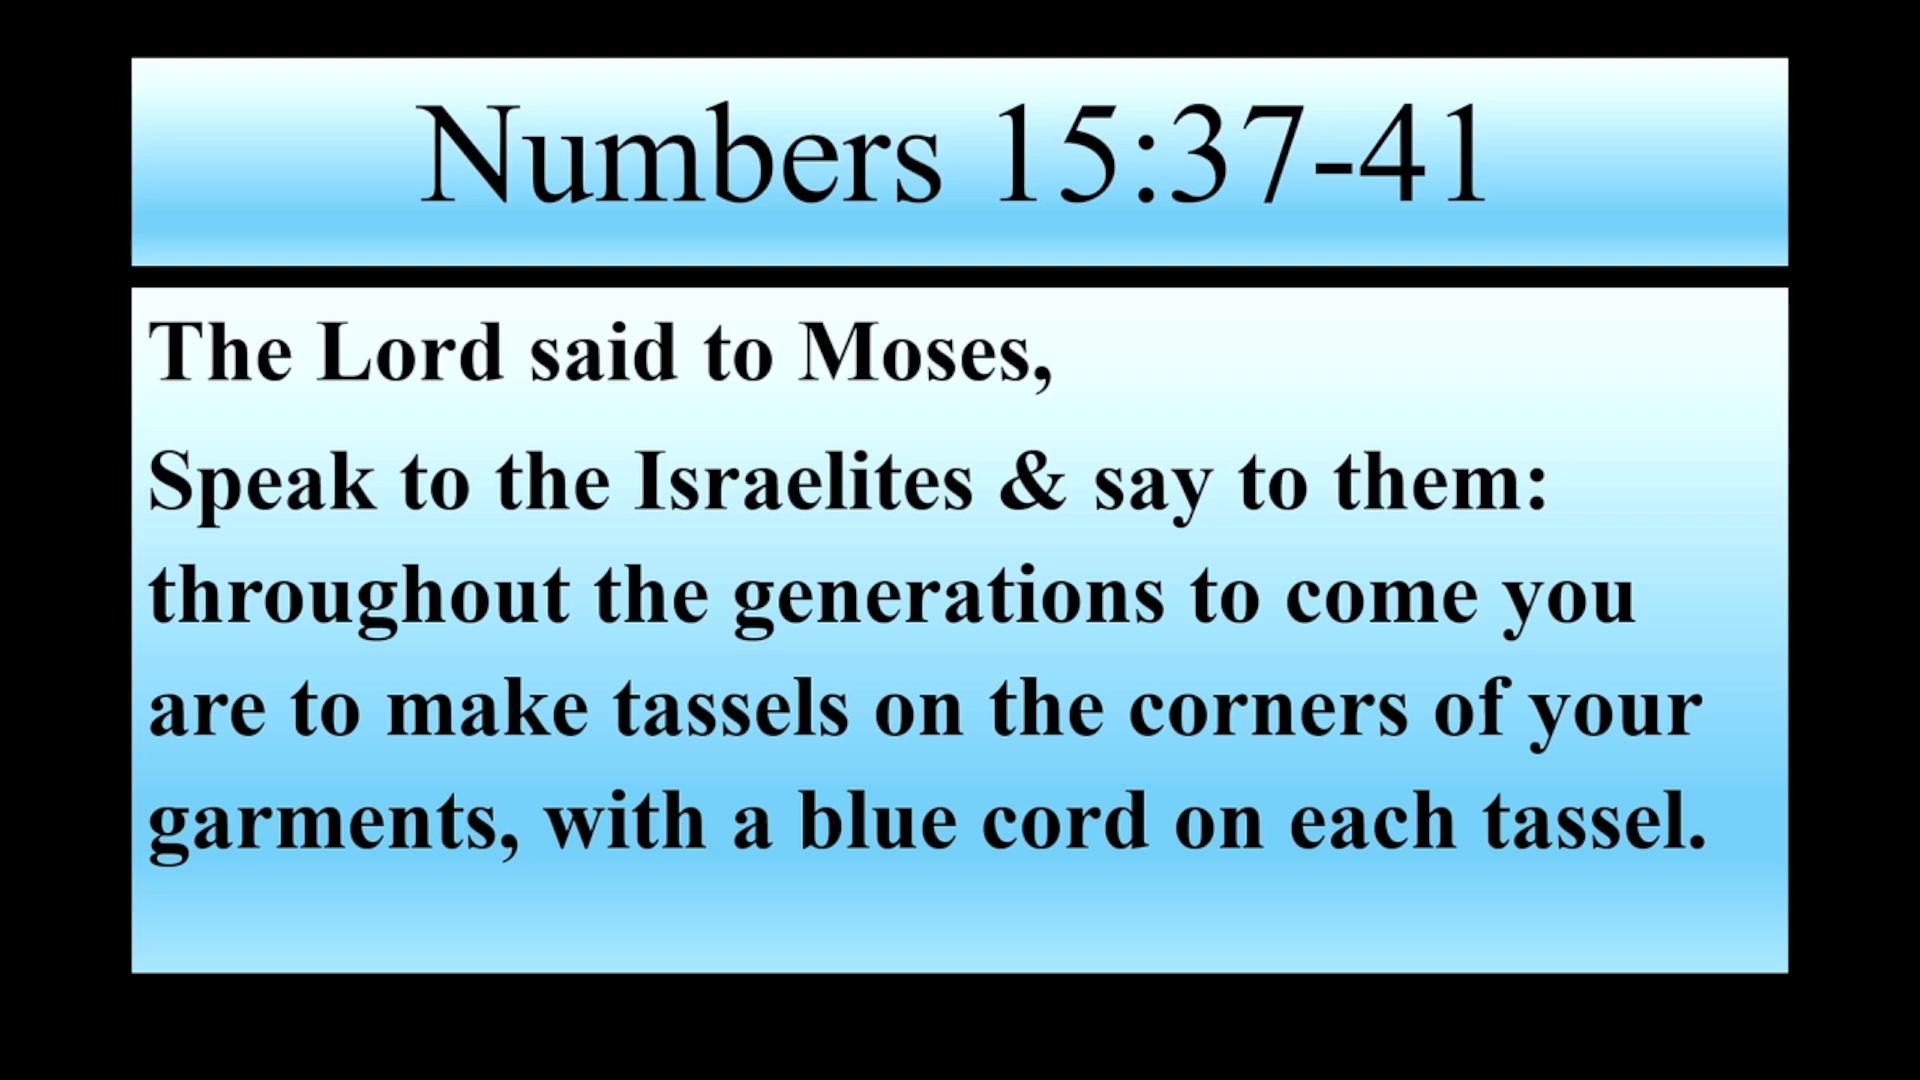 Numbers 15:37-41
The Lord said to Moses,
Speak to the Israelites & say to them:
throughout the generations to come you
are to make tassels on the corners of your
garments, with a blue cord on each tassel.